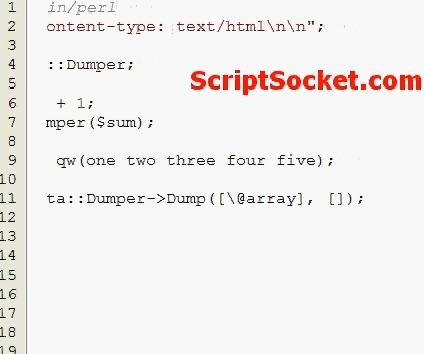 1 in/perl
2 ontent-type: text/html\n\n";
3
4 ::Dumper;
5
ScriptSocket.com
6 + 1;
7 mper($sum);
8
9 qw(one two three four five);
10
11 ta::Dumper->Dump([\@array], []);
12
13
14
15
16
17
18
19